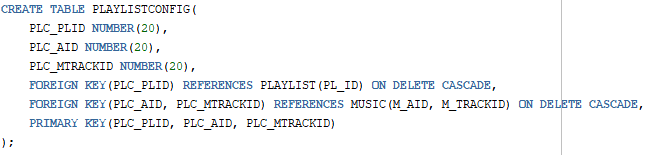 CREATE TABLE PLAYLISTCONFIG(
    PLC_PLID NUMBER(20),
    PLC_AID NUMBER(20),
    PLC_MTRACKID NUMBER(20),
    FOREIGN KEY(PLC_PLID) REFERENCES PLAYLIST(PL_ID) ON DELETE CASCADE,
    FOREIGN KEY(PLC_AID, PLC_MTRACKID) REFERENCES MUSIC(M_AID, M_TRACKID) ON DELETE CASCADE,
    PRIMARY KEY(PLC_PLID, PLC_AID, PLC_MTRACKID)
);